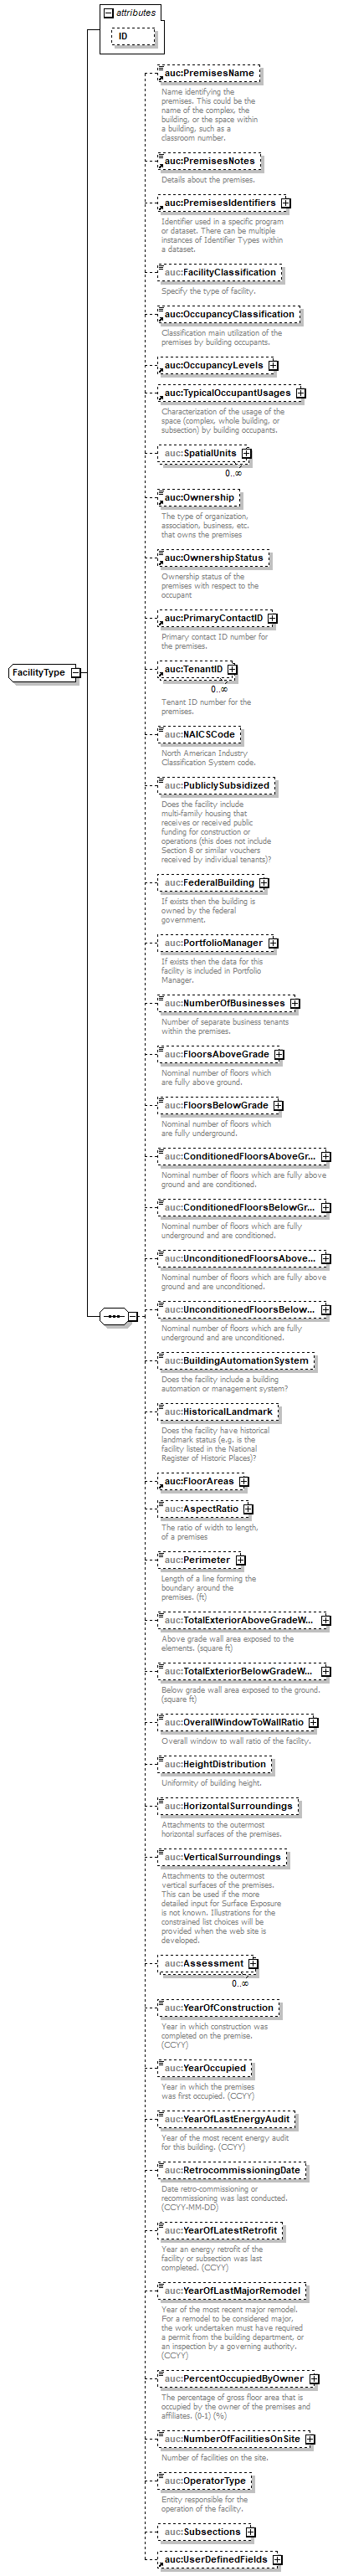 attributes
ID
auc:PremisesName
Name identifying the
premises. This could be the
name of the complex, the
building, or the space within
a building, such as a
classroom number.
auc:PremisesNotes
Details about the premises.
auc:PremisesIdentifiers
Identifier used in a specific program
or dataset. There can be multiple
instances of Identifier Types within
a dataset.
auc:FacilityClassification
Specify the type of facility.
auc:OccupancyClassification
Classification main utilization of the
premises by building occupants.
auc:OccupancyLevels
auc:TypicalOccupantUsages
Characterization of the usage of the
space (complex, whole building, or
subsection) by building occupants.
auc:SpatialUnits
0..∞
auc:Ownership
The type of organization,
association, business, etc.
that owns the premises
auc:OwnershipStatus
Ownership status of the
premises with respect to the
occupant
auc:PrimaryContactID
Primary contact ID number for
the premises.
FacilityType
auc:TenantID
0..∞
Tenant ID number for the
premises.
auc:NAICSCode
North American Industry
Classification System code.
auc:PubliclySubsidized
Does the facility include
multi-family housing that
receives or received public
funding for construction or
operations (this does not include
Section 8 or similar vouchers
received by individual tenants)?
auc:FederalBuilding
If exists then the building is
owned by the federal
government.
auc:PortfolioManager
If exists then the data for this
facility is included in Portfolio
Manager.
auc:NumberOfBusinesses
Number of separate business tenants
within the premises.
auc:FloorsAboveGrade
Nominal number of floors which
are fully above ground.
auc:FloorsBelowGrade
Nominal number of floors which
are fully underground.
auc:ConditionedFloorsAboveGr...
Nominal number of floors which are fully above
ground and are conditioned.
auc:ConditionedFloorsBelowGr...
Nominal number of floors which are fully
underground and are conditioned.
auc:UnconditionedFloorsAbove...
Nominal number of floors which are fully above
ground and are unconditioned.
auc:UnconditionedFloorsBelow...
Nominal number of floors which are fully
underground and are unconditioned.
auc:BuildingAutomationSystem
Does the facility include a building
automation or management system?
auc:HistoricalLandmark
Does the facility have historical
landmark status (e.g. is the
facility listed in the National
Register of Historic Places)?
auc:FloorAreas
auc:AspectRatio
The ratio of width to length,
of a premises
auc:Perimeter
Length of a line forming the
boundary around the
premises. (ft)
auc:TotalExteriorAboveGradeW...
Above grade wall area exposed to the
elements. (square ft)
auc:TotalExteriorBelowGradeW...
Below grade wall area exposed to the ground.
(square ft)
auc:OverallWindowToWallRatio
Overall window to wall ratio of the facility.
auc:HeightDistribution
Uniformity of building height.
auc:HorizontalSurroundings
Attachments to the outermost
horizontal surfaces of the premises.
auc:VerticalSurroundings
Attachments to the outermost
vertical surfaces of the premises.
This can be used if the more
detailed input for Surface Exposure
is not known. Illustrations for the
constrained list choices will be
provided when the web site is
developed.
auc:Assessment
0..∞
auc:YearOfConstruction
Year in which construction was
completed on the premise.
(CCYY)
auc:YearOccupied
Year in which the premises
was first occupied. (CCYY)
auc:YearOfLastEnergyAudit
Year of the most recent energy audit
for this building. (CCYY)
auc:RetrocommissioningDate
Date retro-commissioning or
recommissioning was last conducted.
(CCYY-MM-DD)
auc:YearOfLatestRetrofit
Year an energy retrofit of the
facility or subsection was last
completed. (CCYY)
auc:YearOfLastMajorRemodel
Year of the most recent major remodel.
For a remodel to be considered major,
the work undertaken must have required
a permit from the building department, or
an inspection by a governing authority.
(CCYY)
auc:PercentOccupiedByOwner
The percentage of gross floor area that is
occupied by the owner of the premises and
affiliates. (0-1) (%)
auc:NumberOfFacilitiesOnSite
Number of facilities on the site.
auc:OperatorType
Entity responsible for the
operation of the facility.
auc:Subsections
auc:UserDefinedFields